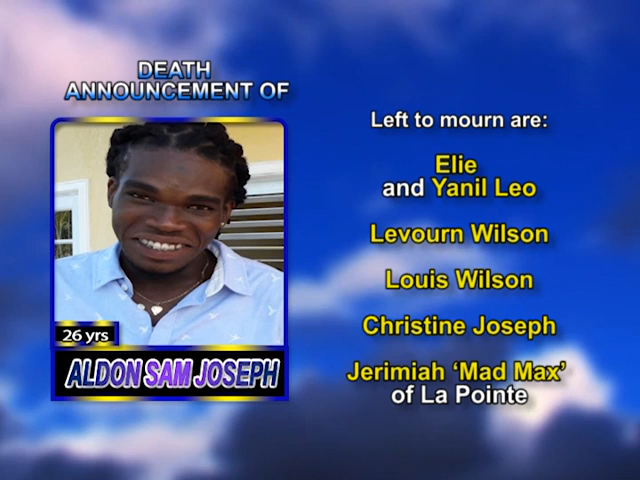 DEATH
ANNOUNCEMENT OF
26 yrs
ALDON SAM JOSEPH
Left to mourn are:
Elie
and Yanil Leo
Levourn Wilson
Louis Wilson
Christine Joseph
Jerimiah ‘Mad Max’
of La Pointe